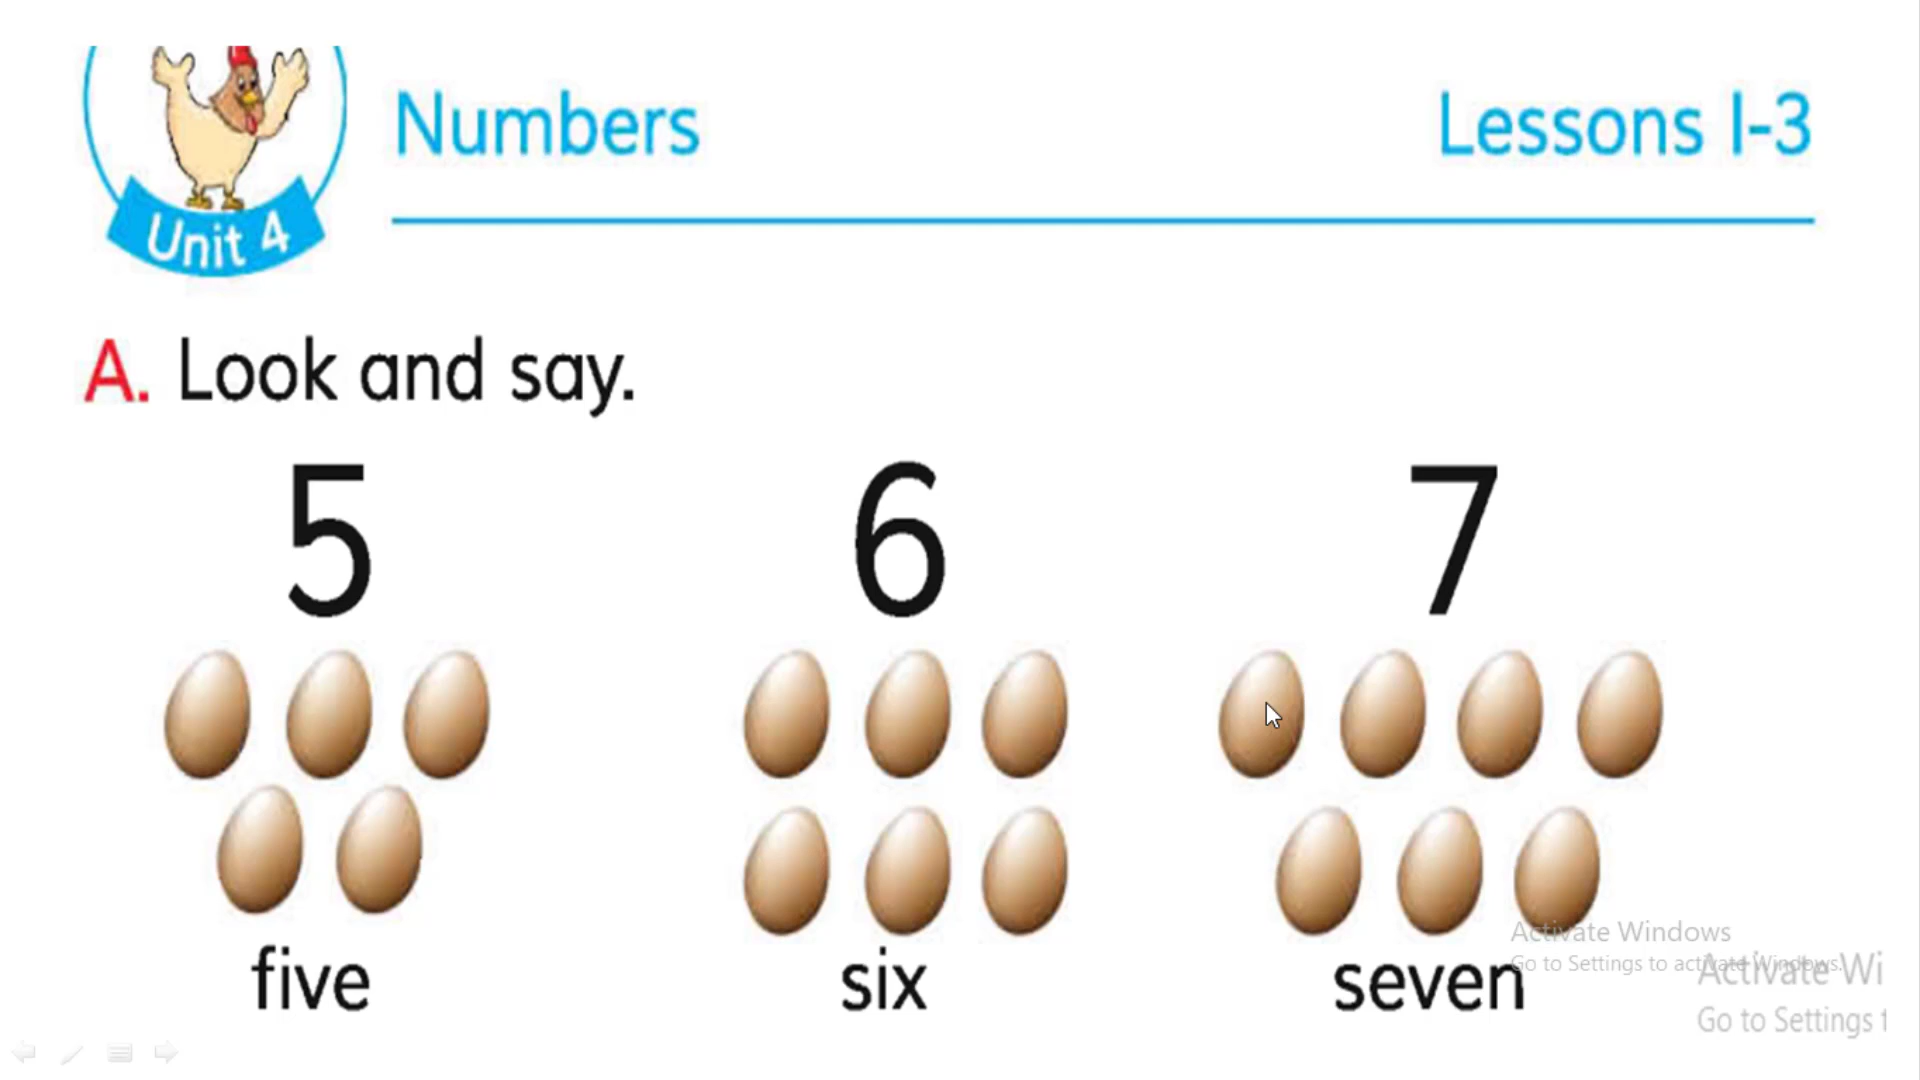 Numbers
Lessons 1-3
Unit 4
A. Look and say.
5 6 7
five six seven
Activate Windows
Go to Settings to activate Windows.
Activate Wi
Go to Settings t